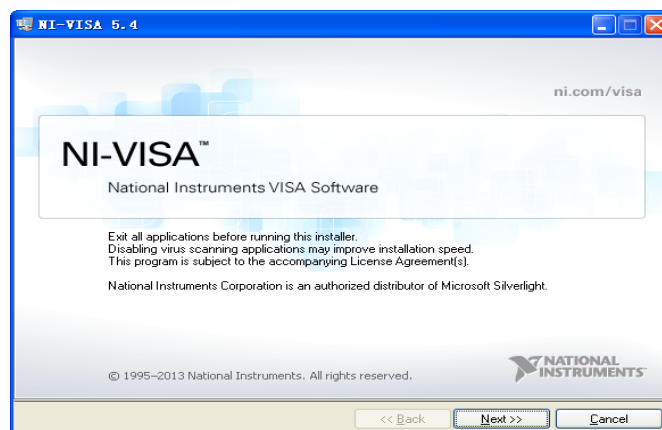 NI-VISA 5.4
ni.com/visa
NI-VISA™
National Instruments VISA Software
Exit all applications before running this installer.
Disabling virus scanning applications may improve installation speed.
This program is subject to the accompanying License Agreement(s).
National Instruments Corporation is an authorized distributor of Microsoft Silverlight.
© 1995–2013 National Instruments. All rights reserved.
NATIONAL
INSTRUMENTS™
<< Back Next >> Cancel